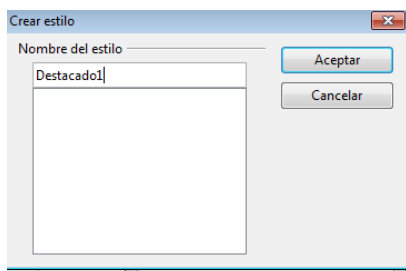 Crear estilo
Nombre del estilo
Destacado1
Aceptar
Cancelar